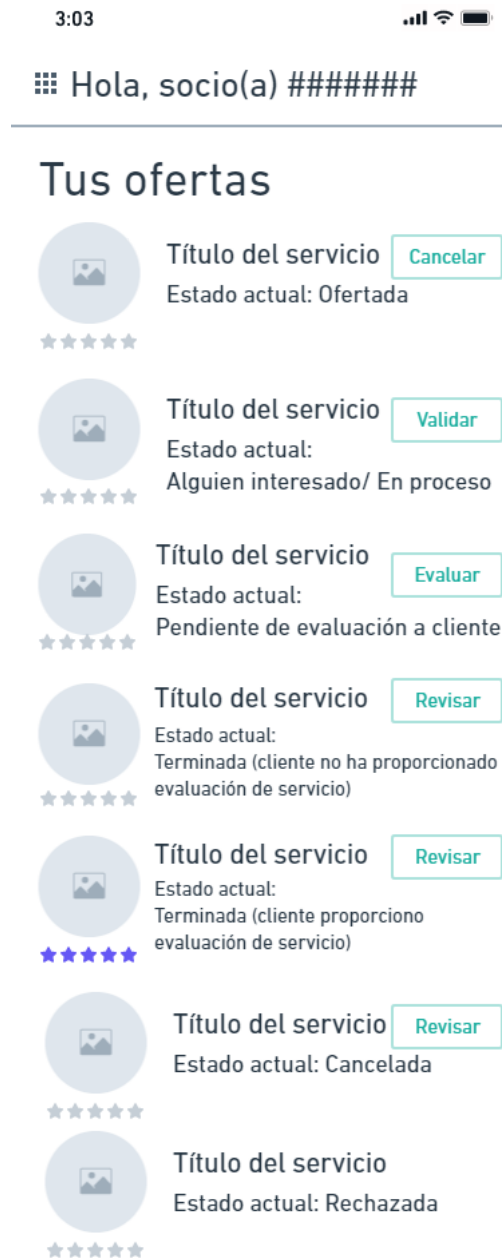 3:03
Hola, socio(a) #######
Tus ofertas
Título del servicio
Cancelar
Estado actual: Ofertada
Título del servicio
Validar
Estado actual:
Alguien interesado/ En proceso
Título del servicio
Evaluar
Estado actual:
Pendiente de evaluación a cliente
Título del servicio
Revisar
Estado actual:
Terminada (cliente no ha proporcionado
evaluación de servicio)
Título del servicio
Revisar
Estado actual:
Terminada (cliente proporciono
evaluación de servicio)
Título del servicio
Revisar
Estado actual: Cancelada
Título del servicio
Estado actual: Rechazada